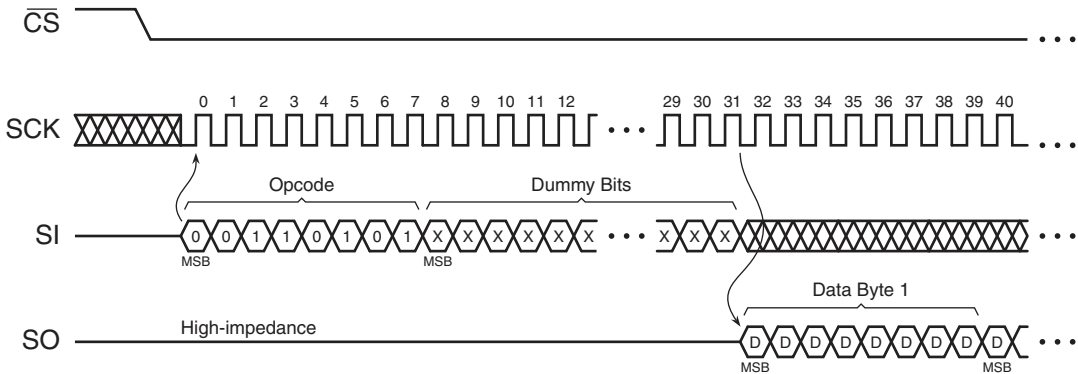 CS
0 1 2 3 4 5 6 7 8 9 10 11 12 29 30 31 32 33 34 35 36 37 38 39 40
SCK
Opcode Dummy Bits
SI 0 0 1 1 0 1 0 1 X X X X X X X X X
MSB MSB
Data Byte 1
High-impedance
SO D D D D D D D D D
MSB MSB